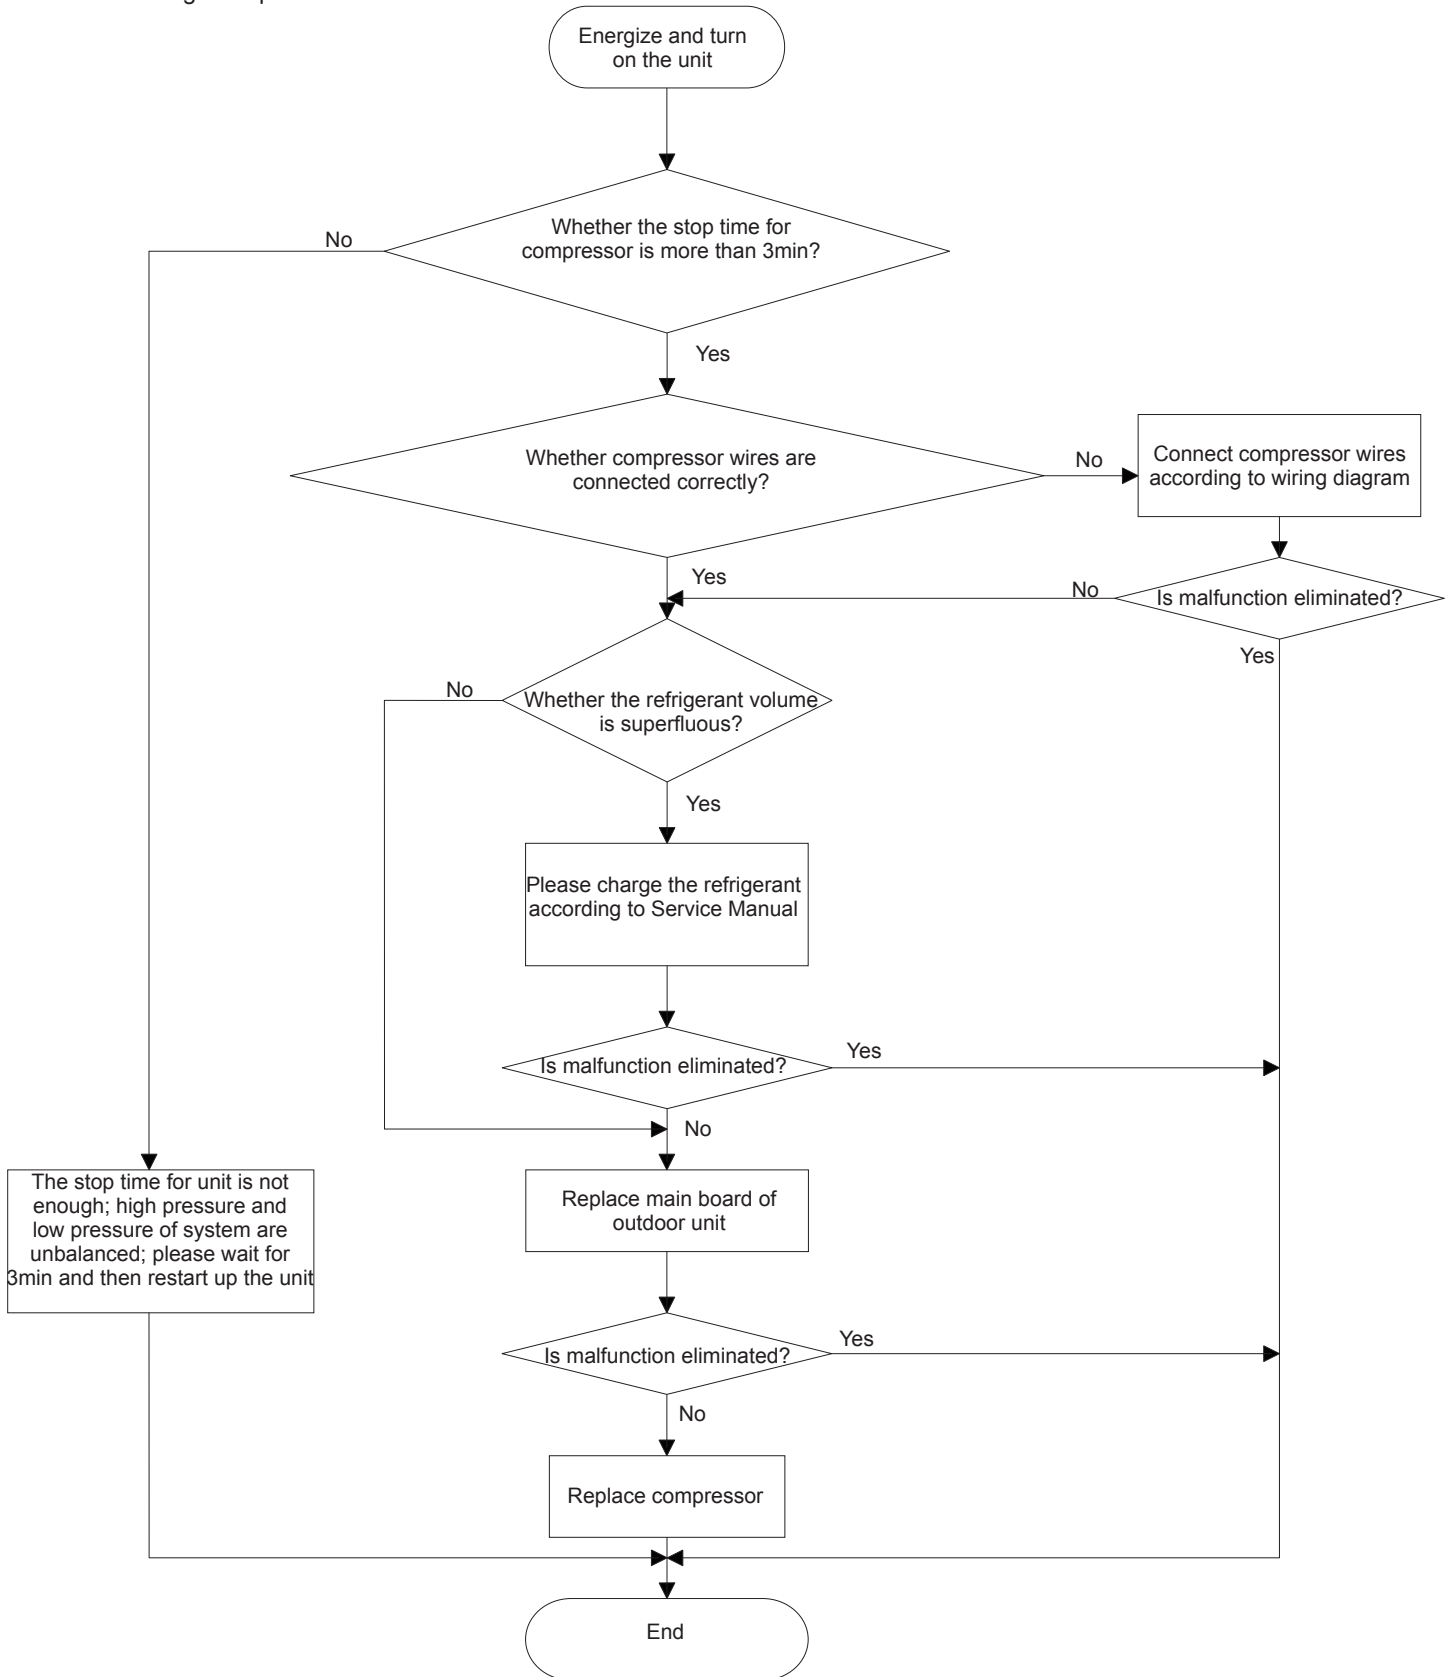 Energize and turn
on the unit
Whether the stop time for
compressor is more than 3min?
No
Yes
Whether compressor wires are
connected correctly?
No
Connect compressor wires
according to wiring diagram
Yes
No
Is malfunction eliminated?
Yes
No
Whether the refrigerant volume
is superfluous?
Yes
Please charge the refrigerant
according to Service Manual
Is malfunction eliminated?
Yes
No
The stop time for unit is not
enough; high pressure and
low pressure of system are
unbalanced; please wait for
3min and then restart up the unit
Replace main board of
outdoor unit
Is malfunction eliminated?
Yes
No
Replace compressor
End